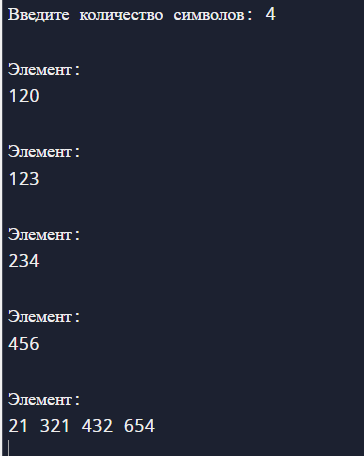 Введите количество символов: 4
Элемент:
120
Элемент:
123
Элемент:
234
Элемент:
456
Элемент:
21 321 432 654